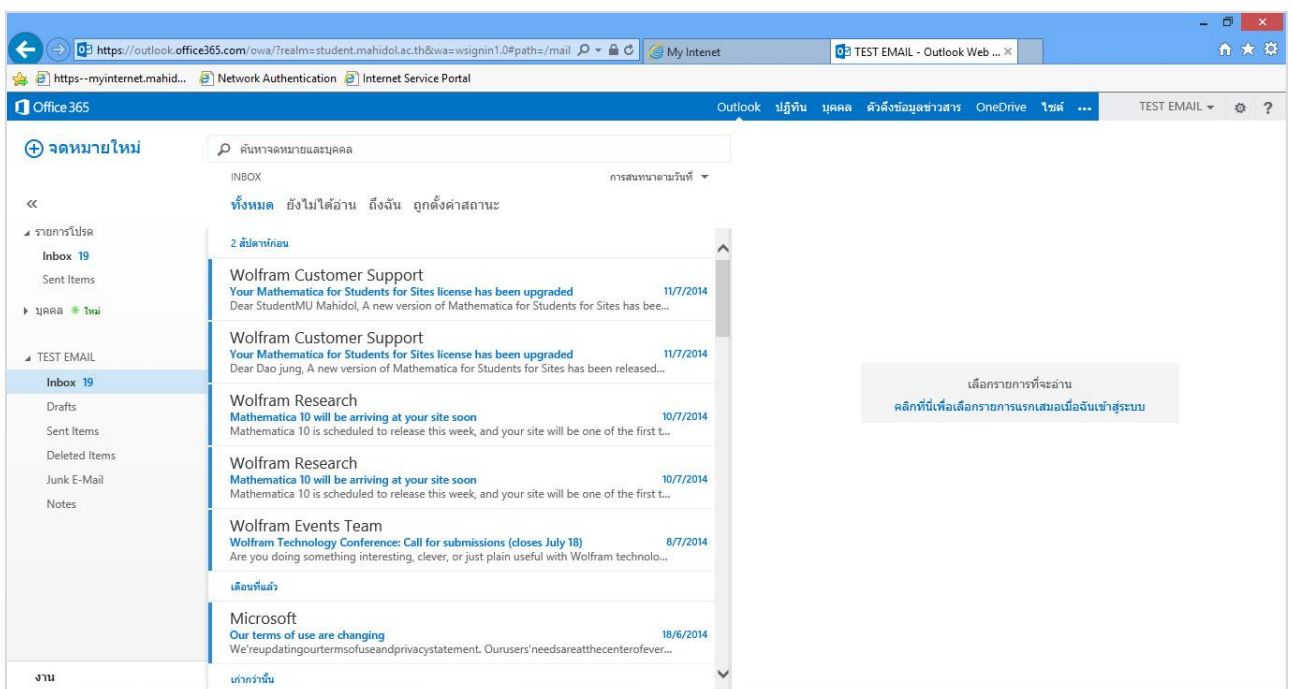 https://outlook.office365.com/owa/?realm=student.mahidol.ac.th&wa=wsignin1.0#path=/mail
My Intenet
TEST EMAIL - Outlook Web ...
https--myinternet.mahid...
Network Authentication
Internet Service Portal
Office 365
Outlook ปฏิทิน บุคคล ตัวดึงข้อมูลข่าวสาร OneDrive ไซต์ •••
TEST EMAIL
?
จดหมายใหม่
ค้นหาจดหมายและบุคคล
INBOX
การสนทนาตามวันที่
ทั้งหมด ยังไม่ได้อ่าน ถึงฉัน ถูกตั้งค่าสถานะ
รายการโปรด
Inbox 19
Sent Items
บุคคล ใหม่
TEST EMAIL
Inbox 19
Drafts
Sent Items
Deleted Items
Junk E-Mail
Notes
งาน
2 สัปดาห์ก่อน
Wolfram Customer Support
Your Mathematica for Students for Sites license has been upgraded 11/7/2014
Dear StudentMU Mahidol, A new version of Mathematica for Students for Sites has bee...
Wolfram Customer Support
Your Mathematica for Students for Sites license has been upgraded 11/7/2014
Dear Dao jung, A new version of Mathematica for Students for Sites has been released...
Wolfram Research
Mathematica 10 will be arriving at your site soon 10/7/2014
Mathematica 10 is scheduled to release this week, and your site will be one of the first t...
Wolfram Research
Mathematica 10 will be arriving at your site soon 10/7/2014
Mathematica 10 is scheduled to release this week, and your site will be one of the first t...
Wolfram Events Team
Wolfram Technology Conference: Call for submissions (closes July 18) 8/7/2014
Are you doing something interesting, clever, or just plain useful with Wolfram technolo...
เดือนที่แล้ว
Microsoft
Our terms of use are changing 18/6/2014
We'reupdatingourtermsofuseandprivacystatement. Ourusers'needsareatthecenterofever...
เก่ากว่านั้น
เลือกรายการที่จะอ่าน
คลิกที่นี่เพื่อเลือกรายการแรกเสมอเมื่อฉันเข้าสู่ระบบ